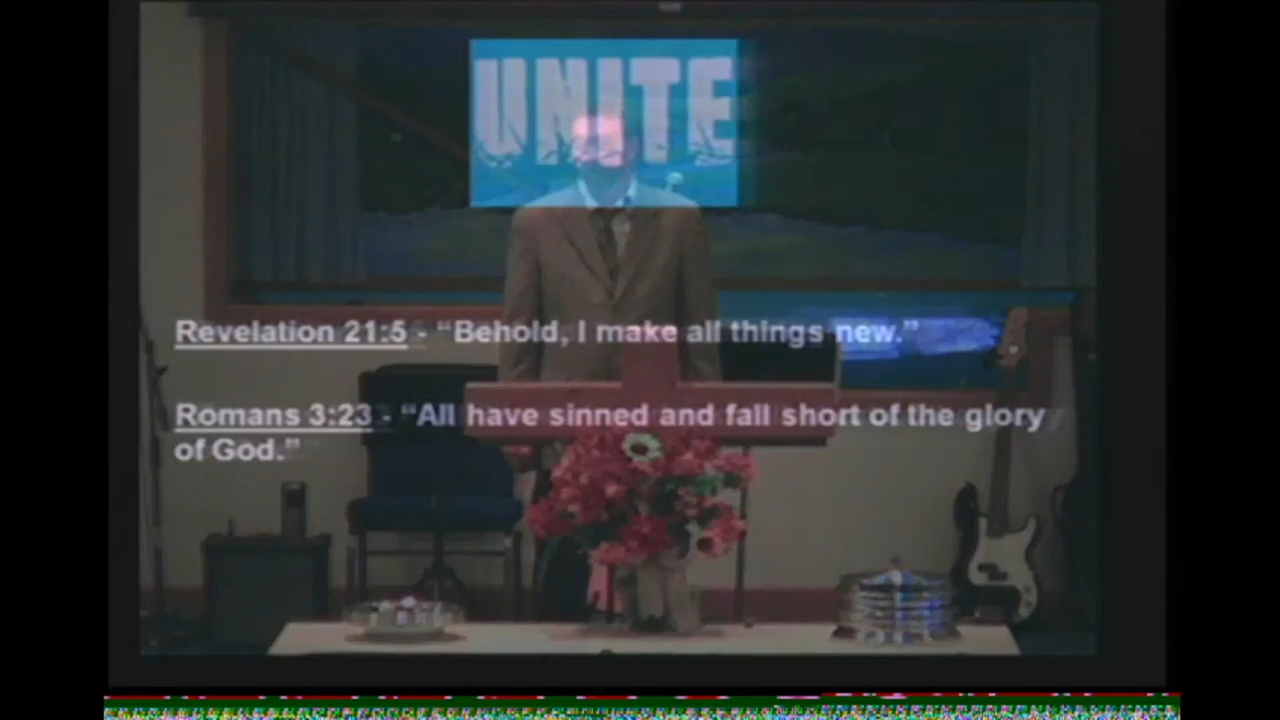 UNITE
Revelation 21:5 - “Behold, I make all things new.”
Romans 3:23 - “All have sinned and fall short of the glory
of God.”